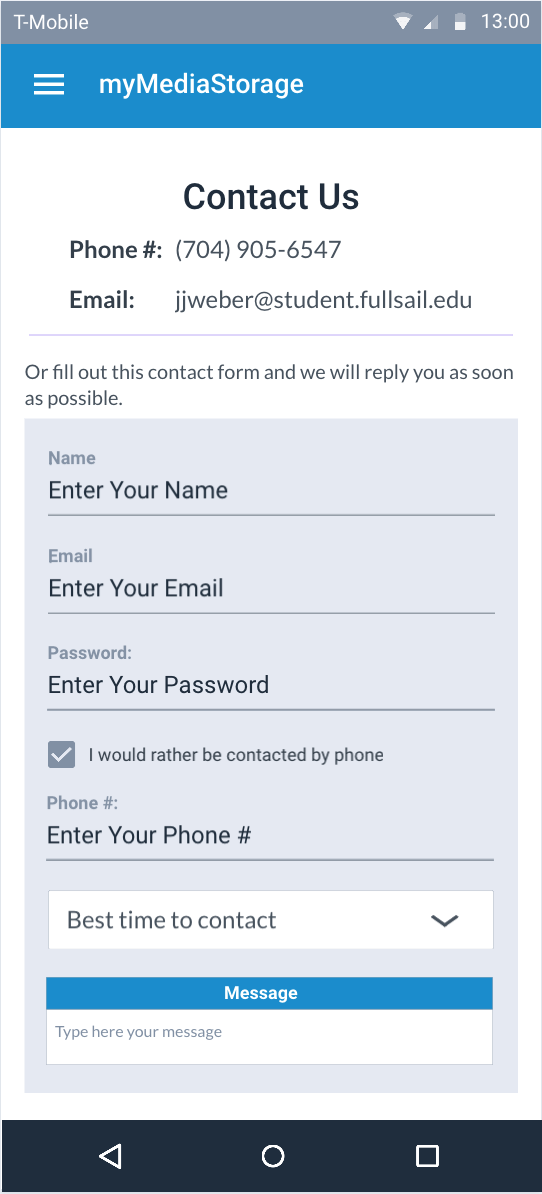 T-Mobile 13:00
myMediaStorage
Contact Us
Phone #: (704) 905-6547
Email: jjweber@student.fullsail.edu
Or fill out this contact form and we will reply you as soon
as possible.
Name
Enter Your Name
Email
Enter Your Email
Password:
Enter Your Password
I would rather be contacted by phone
Phone #:
Enter Your Phone #
Best time to contact
Message
Type here your message